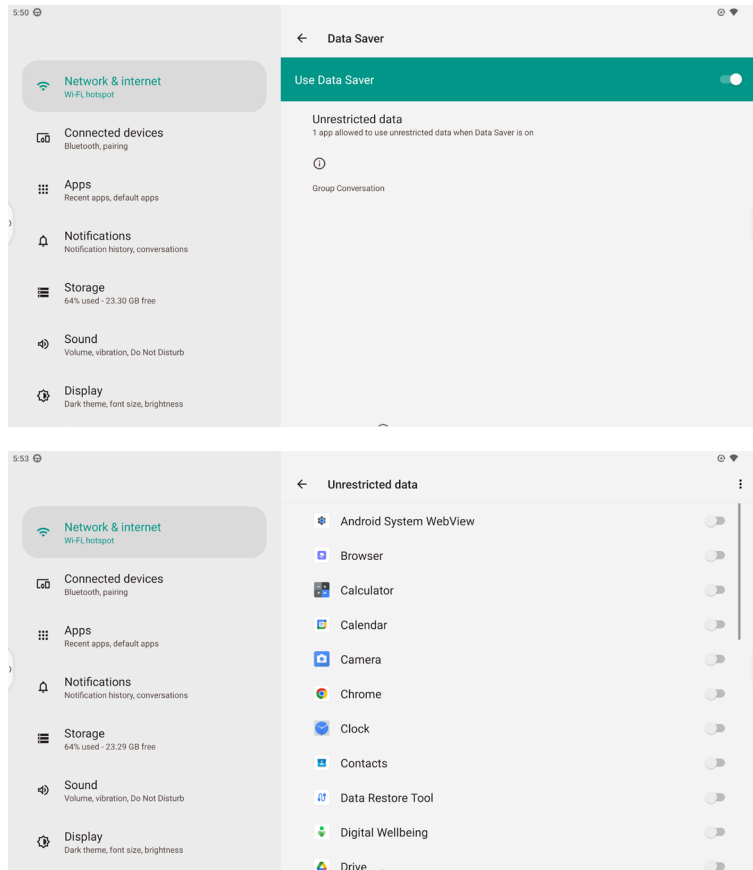 5:50
Data Saver
Network & internet
Wi-Fi, hotspot
Use Data Saver
Connected devices
Bluetooth, pairing
Unrestricted data
1 app allowed to use unrestricted data when Data Saver is on
Apps
Recent apps, default apps
Group Conversation
Notifications
Notification history, conversations
Storage
64% used - 23.30 GB free
Sound
Volume, vibration, Do Not Disturb
Display
Dark theme, font size, brightness
5:53
Unrestricted data
Network & internet
Wi-Fi, hotspot
Connected devices
Bluetooth, pairing
Apps
Recent apps, default apps
Notifications
Notification history, conversations
Storage
64% used - 23.29 GB free
Sound
Volume, vibration, Do Not Disturb
Display
Dark theme, font size, brightness
Android System WebView
Browser
Calculator
Calendar
Camera
Chrome
Clock
Contacts
Data Restore Tool
Digital Wellbeing
Drive